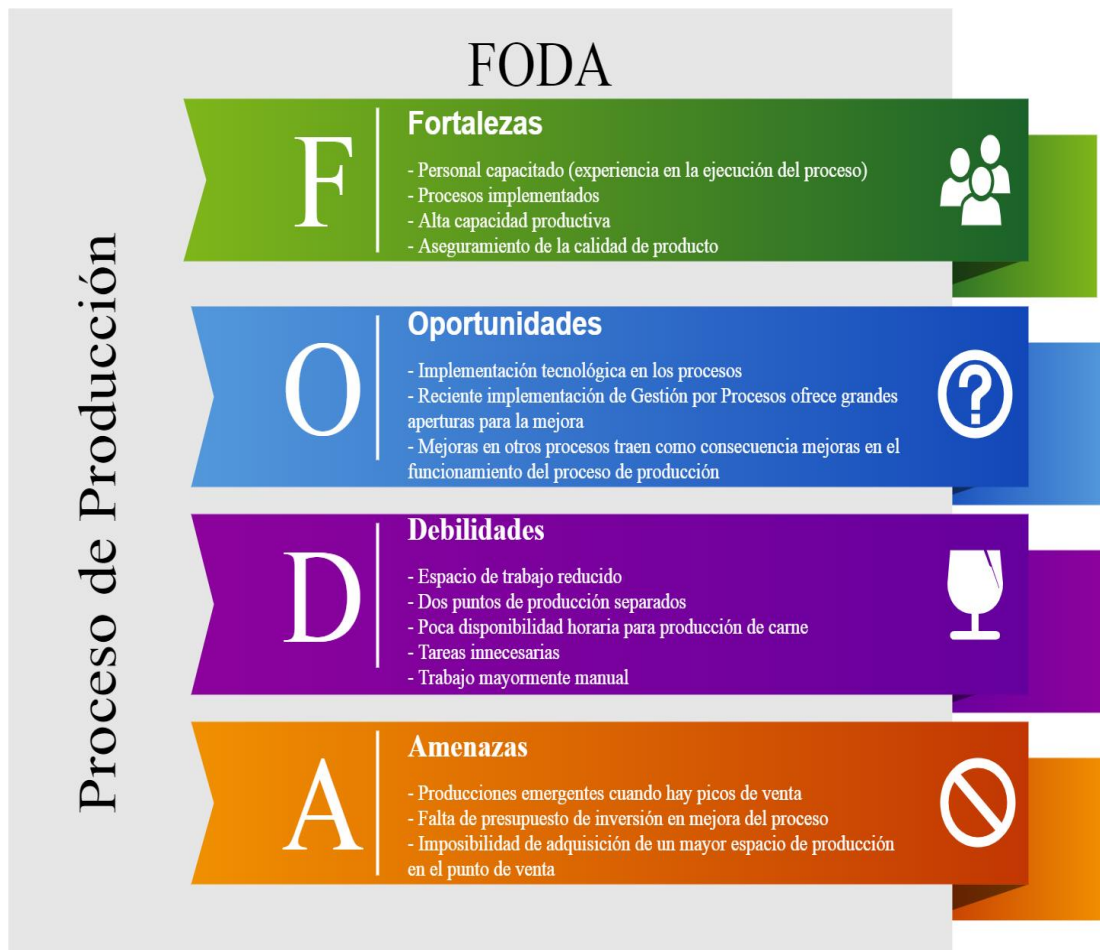 FODA
Proceso de Producción
F
Fortalezas
- Personal capacitado (experiencia en la ejecución del proceso)
- Procesos implementados
- Alta capacidad productiva
- Aseguramiento de la calidad de producto
O
Oportunidades
- Implementación tecnológica en los procesos
- Reciente implementación de Gestión por Procesos ofrece grandes
aperturas para la mejora
- Mejoras en otros procesos traen como consecuencia mejoras en el
funcionamiento del proceso de producción
?
D
Debilidades
- Espacio de trabajo reducido
- Dos puntos de producción separados
- Poca disponibilidad horaria para producción de carne
- Tareas innecesarias
- Trabajo mayormente manual
A
Amenazas
- Producciones emergentes cuando hay picos de venta
- Falta de presupuesto de inversión en mejora del proceso
- Imposibilidad de adquisición de un mayor espacio de producción
en el punto de venta